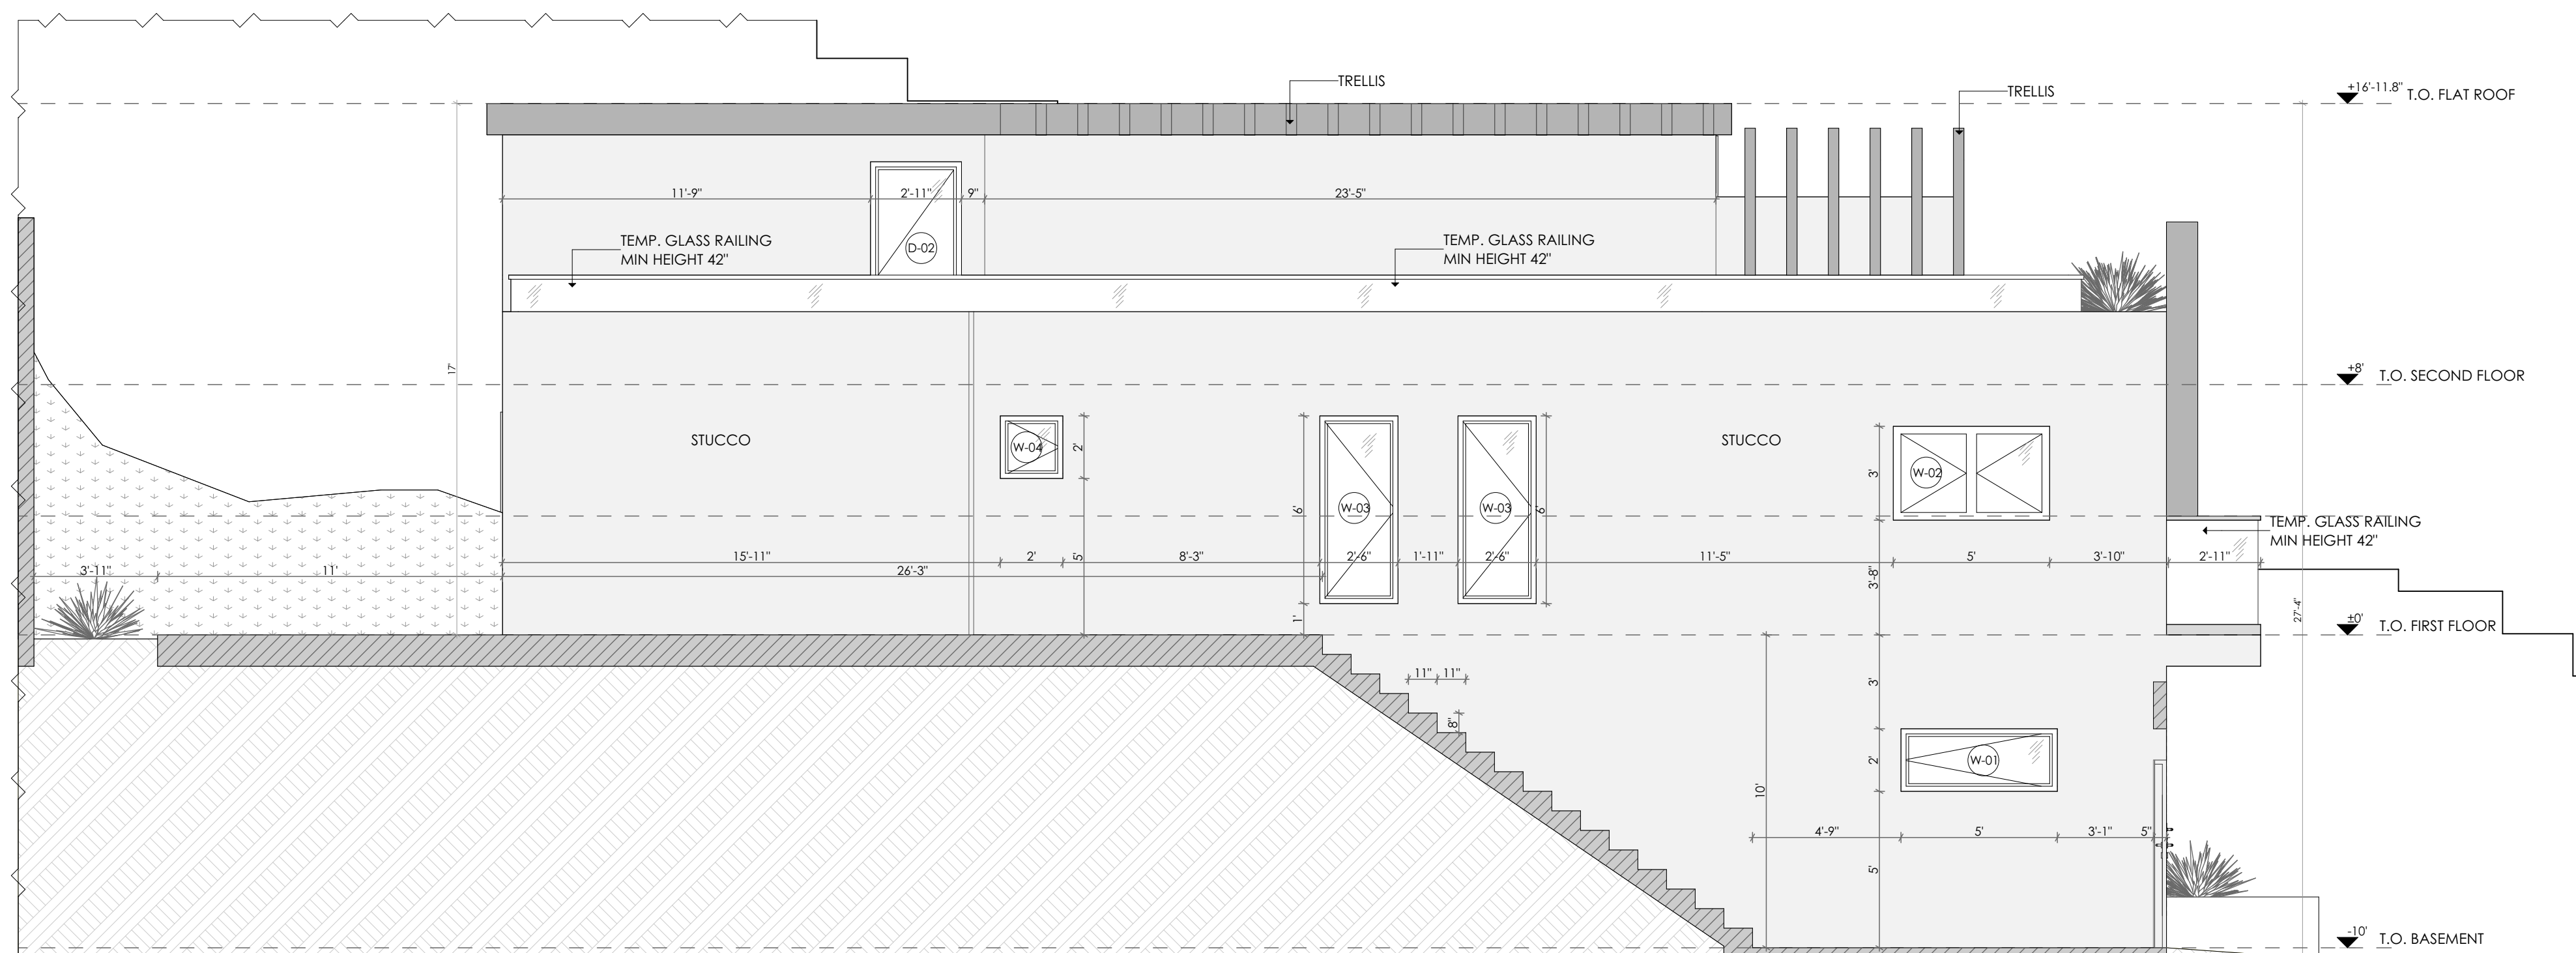 TRELLIS
TRELLIS
+16'-11.8" T.O. FLAT ROOF
11'-9"
2'-11"
9"
23'-5"
D-02
TEMP. GLASS RAILING
MIN HEIGHT 42"
TEMP. GLASS RAILING
MIN HEIGHT 42"
17'
+8' T.O. SECOND FLOOR
STUCCO
STUCCO
W-04
2'
W-03
6'
W-03
6'
W-02
3'
TEMP. GLASS RAILING
MIN HEIGHT 42"
15'-11"
2'
5'
8'-3"
2'-6"
1'-11"
2'-6"
11'-5"
5'
3'-10"
2'-11"
3'-11"
11'
26'-3"
3'-8"
1'
27'-4"
±0' T.O. FIRST FLOOR
11"
11"
8"
3'
W-01
2'
10'
4'-9"
5'
3'-1"
5"
5'
-10' T.O. BASEMENT